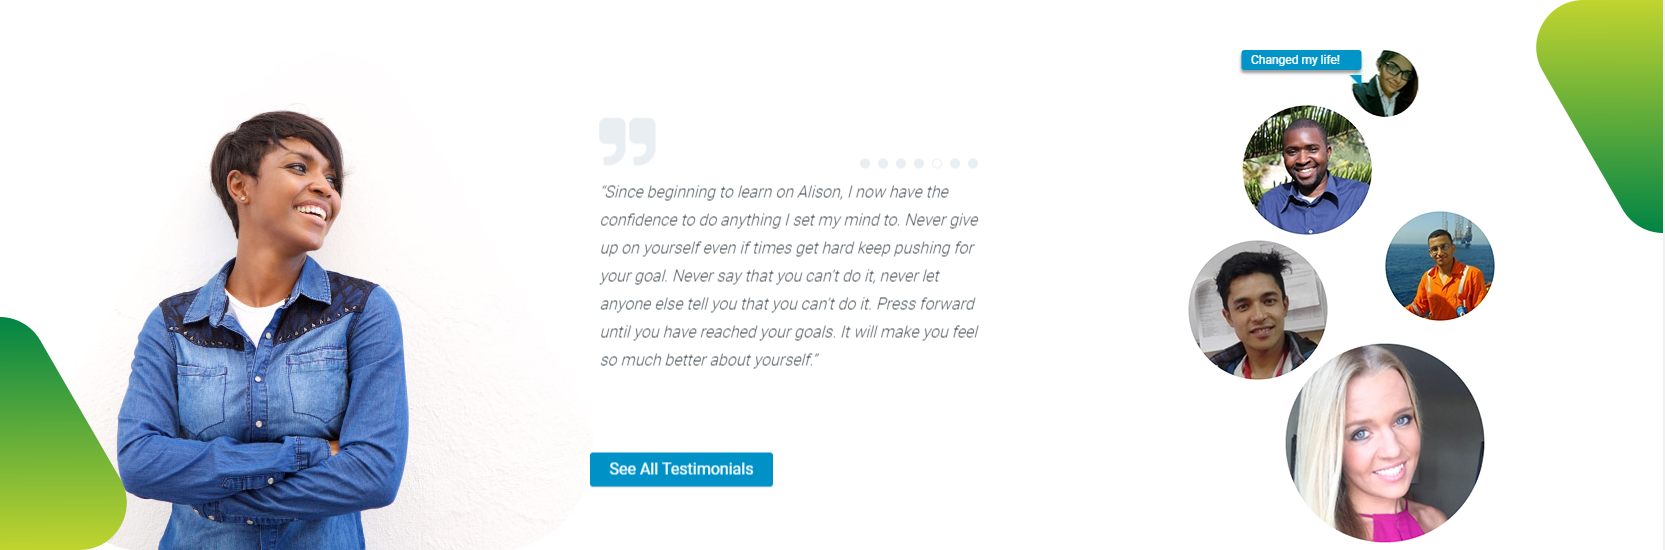 Changed my life!
“Since beginning to learn on Alison, I now have the
confidence to do anything I set my mind to. Never give
up on yourself even if times get hard keep pushing for
your goal. Never say that you can't do it, never let
anyone else tell you that you can't do it. Press forward
until you have reached your goals. It will make you feel
so much better about yourself.”
See All Testimonials